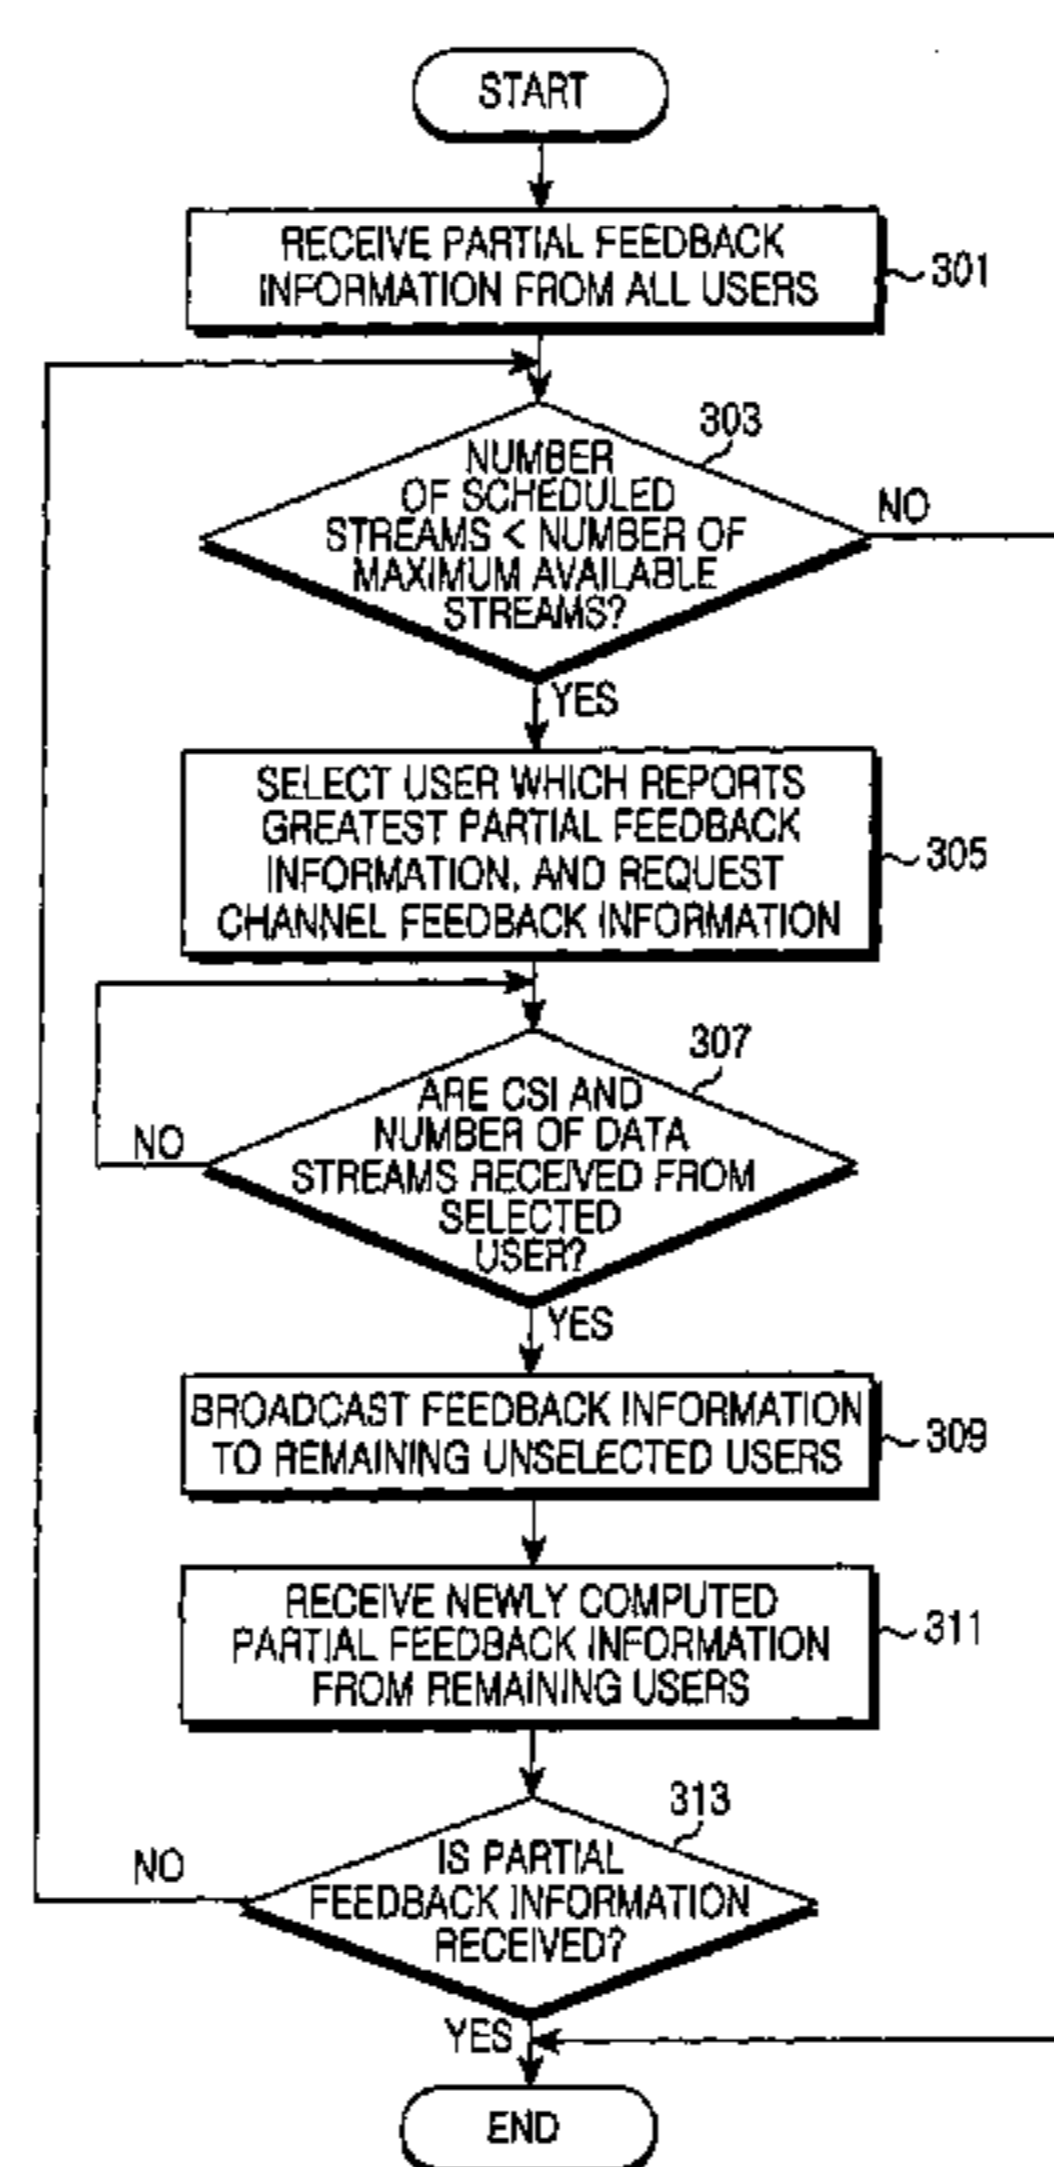 START
RECEIVE PARTIAL FEEDBACK
INFORMATION FROM ALL USERS
301
303
NUMBER
OF SCHEDULED
STREAMS < NUMBER OF
MAXIMUM AVAILABLE
STREAMS?
NO
YES
SELECT USER WHICH REPORTS
GREATEST PARTIAL FEEDBACK
INFORMATION, AND REQUEST
CHANNEL FEEDBACK INFORMATION
305
307
ARE CSI AND
NUMBER OF DATA
STREAMS RECEIVED FROM
SELECTED
USER?
NO
YES
BROADCAST FEEDBACK INFORMATION
TO REMAINING UNSELECTED USERS
309
RECEIVE NEWLY COMPUTED
PARTIAL FEEDBACK INFORMATION
FROM REMAINING USERS
311
313
IS PARTIAL
FEEDBACK INFORMATION
RECEIVED?
NO
YES
END